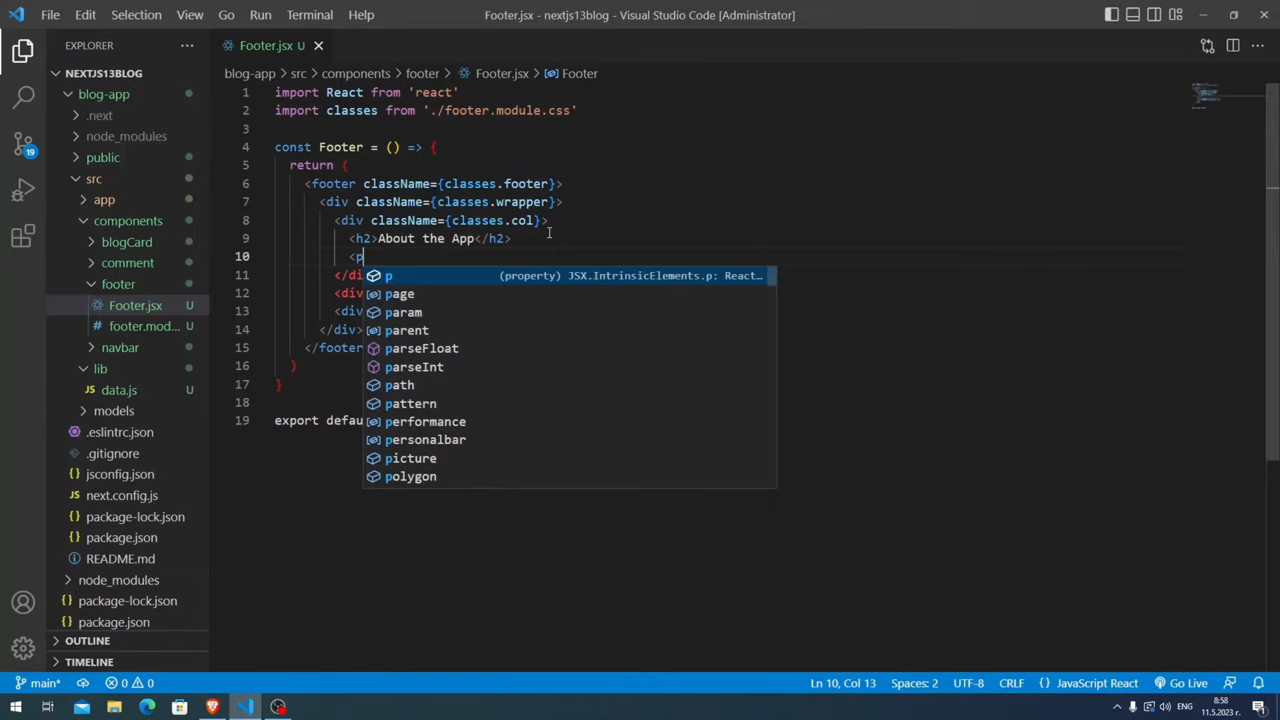 File Edit Selection View Go Run Terminal Help Footer.jsx - nextjs13blog - Visual Studio Code [Administrator]
EXPLORER
Footer.jsx U
NEXTJS13BLOG
blog-app
.next
node_modules
public
src
app
components
blogCard
comment
footer
Footer.jsx U
footer.mod... U
navbar
lib
data.js U
models
.eslintrc.json U
.gitignore U
jsconfig.json U
next.config.js U
package-lock.json U
package.json U
README.md U
node_modules
package-lock.json U
package.json U
OUTLINE
TIMELINE
19
blog-app > src > components > footer > Footer.jsx > Footer
1 import React from 'react'
2 import classes from './footer.module.css'
3
4 const Footer = () => {
5 return (
6 <footer className={classes.footer}>
7 <div className={classes.wrapper}>
8 <div className={classes.col}>
9 <h2>About the App</h2>
10 <p
11 </di
12 <div
13 <div
14 </div>
15 </footer
16 )
17 }
18
19 export defau
p (property) JSX.IntrinsicElements.p: React...
page
param
parent
parseFloat
parseInt
path
pattern
performance
personalbar
picture
polygon
main* 0 0 Ln 10, Col 13 Spaces: 2 UTF-8 CRLF { } JavaScript React Go Live
ENG 8:58
11.5.2023 г.
1